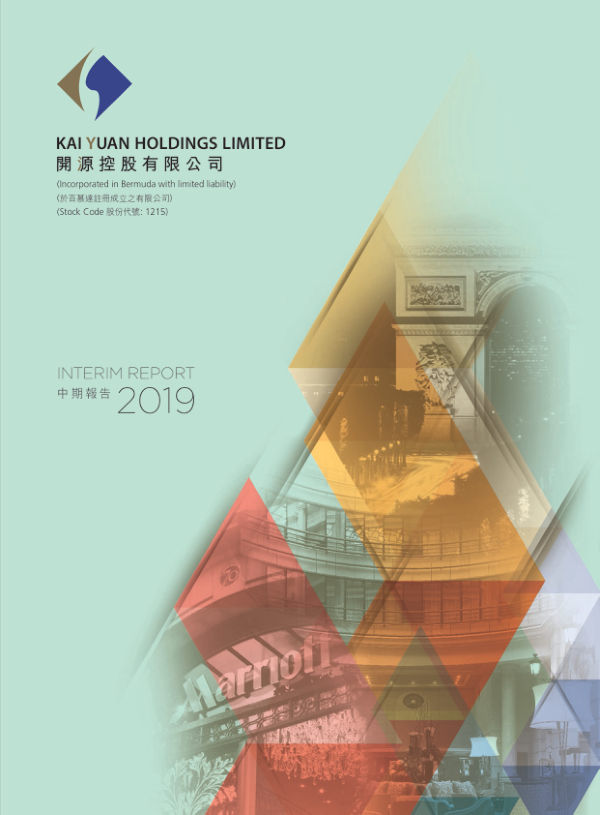 KAI YUAN HOLDINGS LIMITED
開源控股有限公司
(Incorporated in Bermuda with limited liability)
(於百慕達註冊成立之有限公司)
(Stock Code 股份代號: 1215)
INTERIM REPORT
中期報告 2019
Marriott